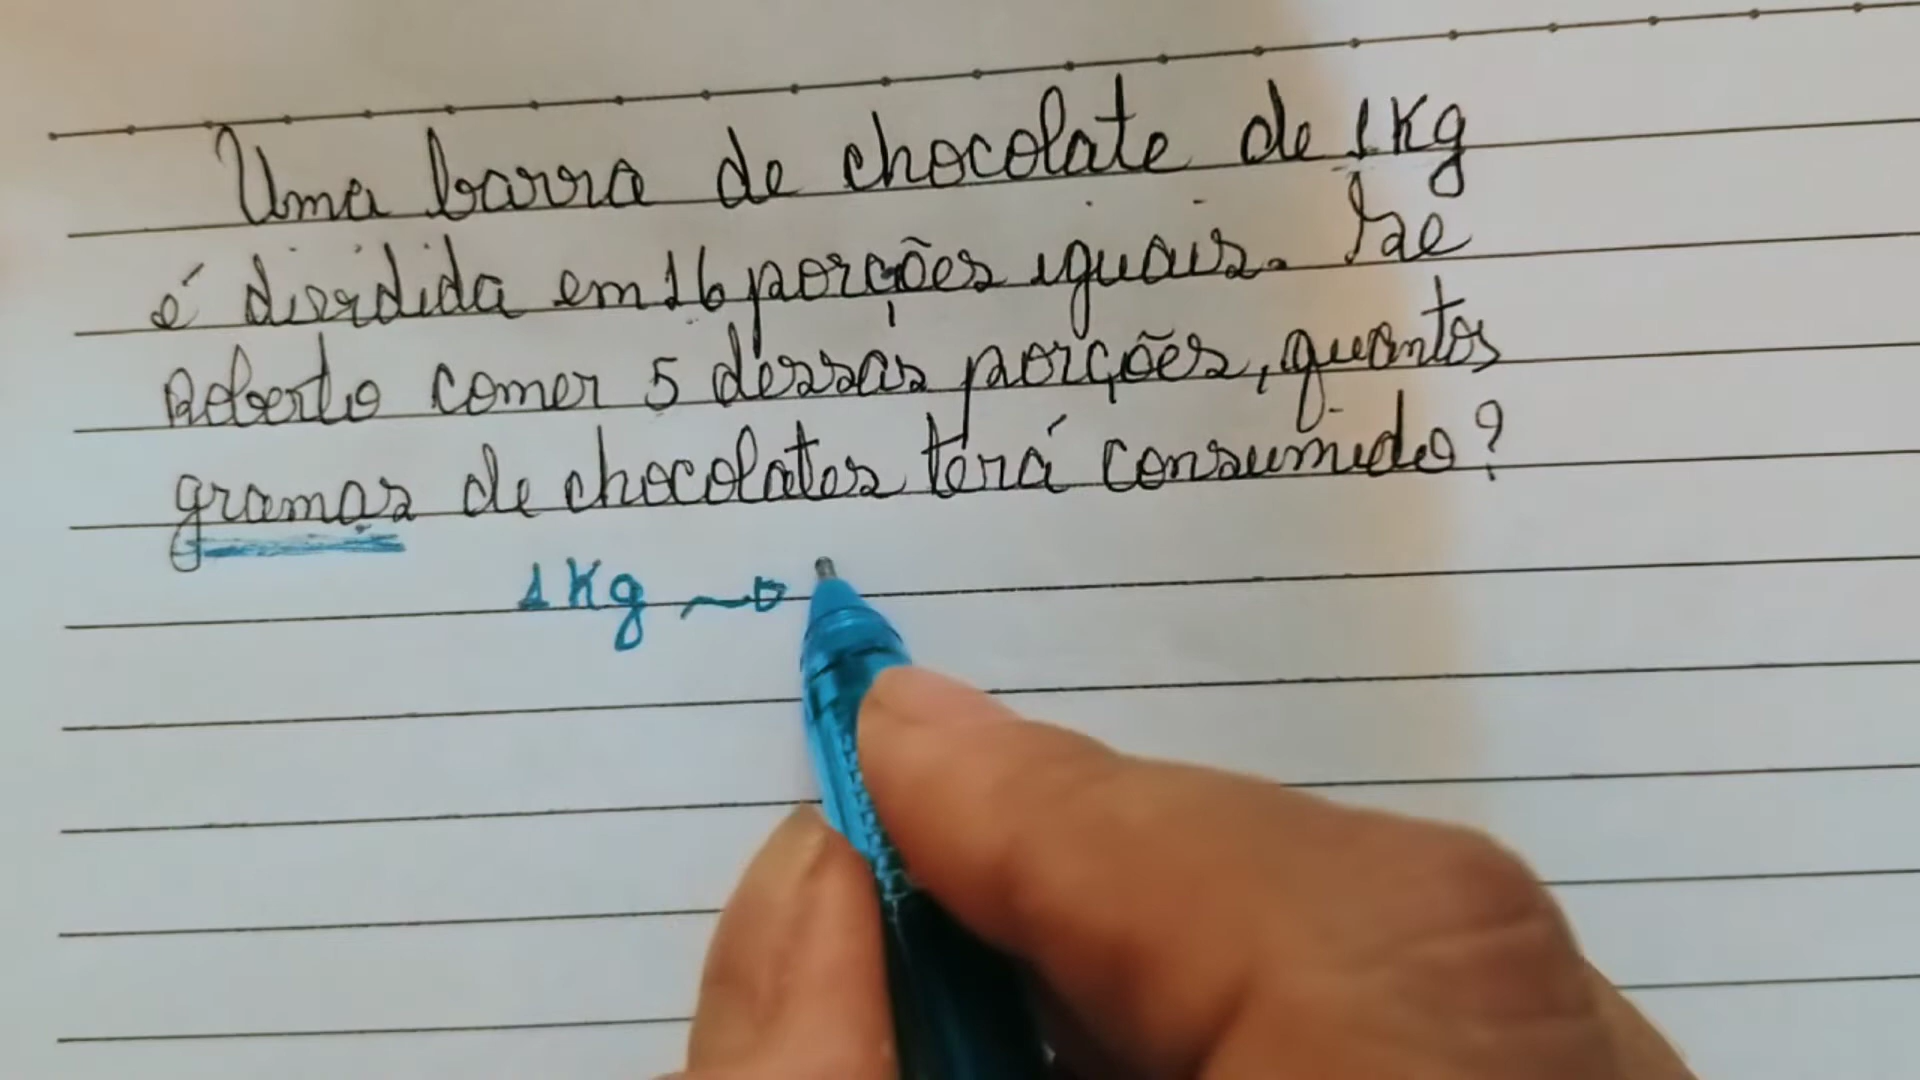 Uma barra de chocolate de 1Kg
é dividida em 16 porções iguais. Se
Roberto comer 5 dessas porções, quantos
gramas de chocolates terá consumido?
1Kg